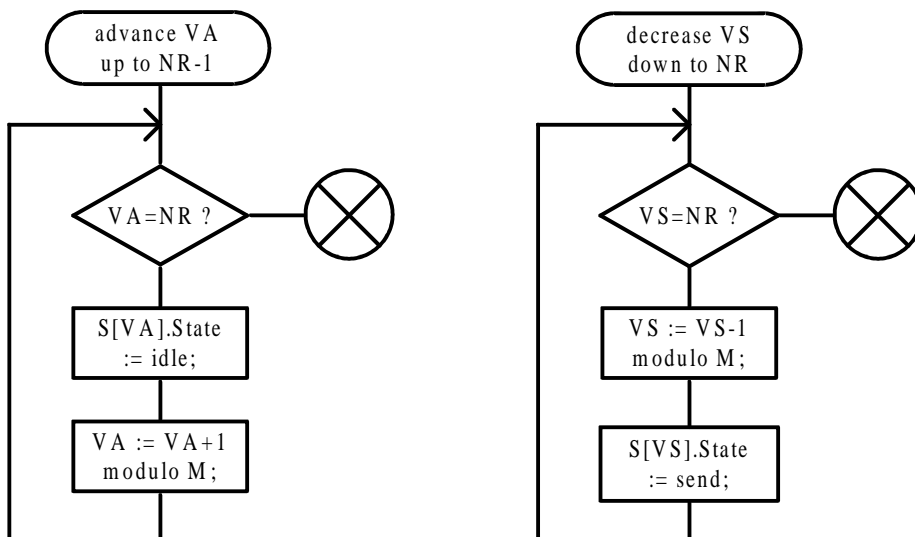 advance VA
up to NR-1
VA=NR ?
S[VA].State
:= idle;
VA := VA+1
modulo M;
decrease VS
down to NR
VS=NR ?
VS := VS-1
modulo M;
S[VS].State
:= send;